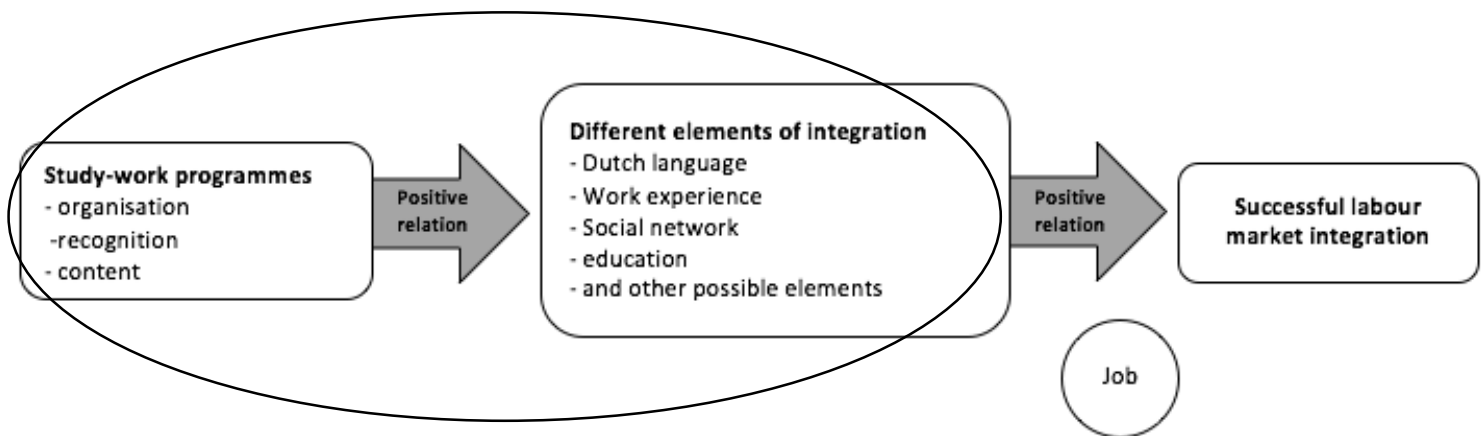 Study-work programmes
- organisation
-recognition
- content
Positive
relation
Different elements of integration
- Dutch language
- Work experience
- Social network
- education
- and other possible elements
Positive
relation
Job
Successful labour
market integration